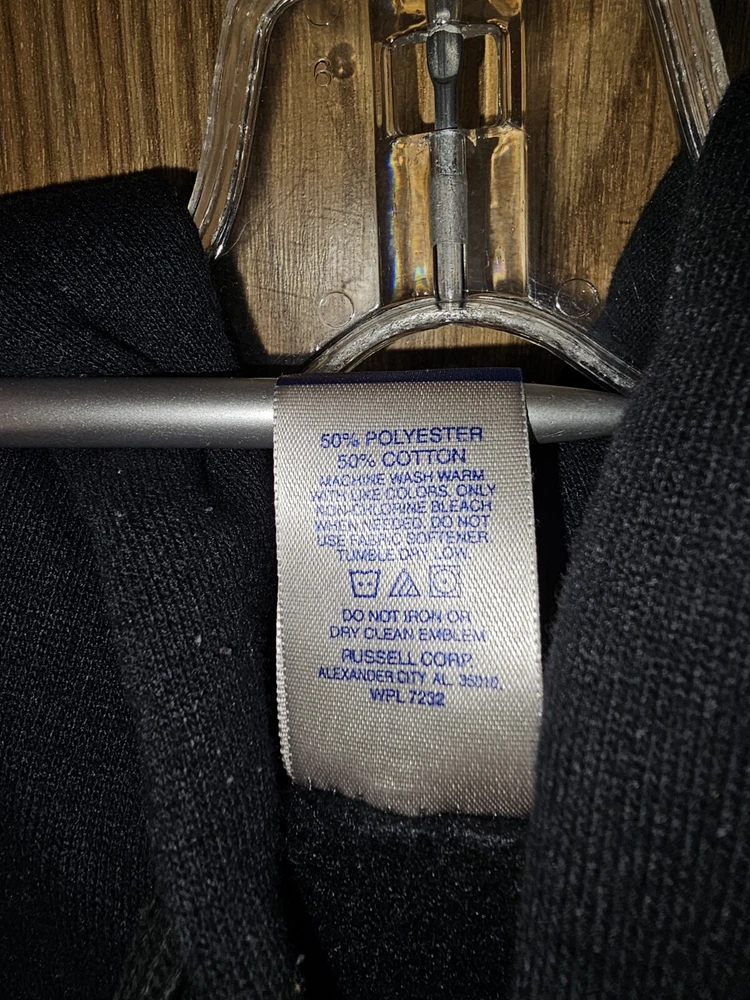 50% POLYESTER
50% COTTON
MACHINE WASH WARM
WITH LIKE COLORS, ONLY
NON-CHLORINE BLEACH
WHEN NEEDED, DO NOT
USE FABRIC SOFTENER
TUMBLE DRY LOW.
DO NOT IRON OR
DRY CLEAN EMBLEM
RUSSELL CORP.
ALEXANDER CITY AL. 35010,
WPL 7232
3